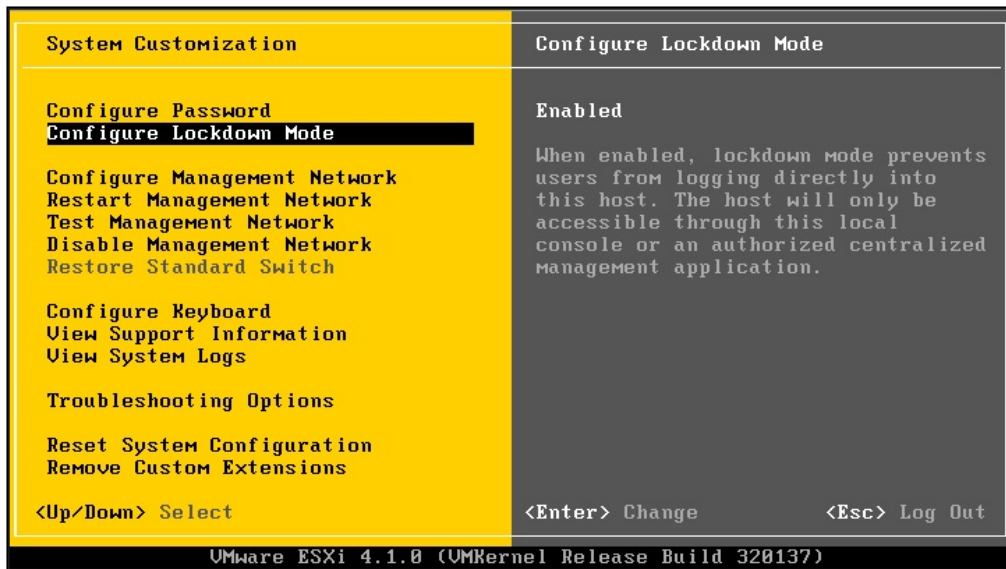 System Customization
Configure Password
Configure Lockdown Mode
Configure Management Network
Restart Management Network
Test Management Network
Disable Management Network
Restore Standard Switch
Configure Keyboard
View Support Information
View System Logs
Troubleshooting Options
Reset System Configuration
Remove Custom Extensions
<Up/Down> Select
Configure Lockdown Mode
Enabled
When enabled, lockdown mode prevents
users from logging directly into
this host. The host will only be
accessible through this local
console or an authorized centralized
management application.
<Enter> Change
<Esc> Log Out
VMware ESXi 4.1.0 (VMKernel Release Build 320137)